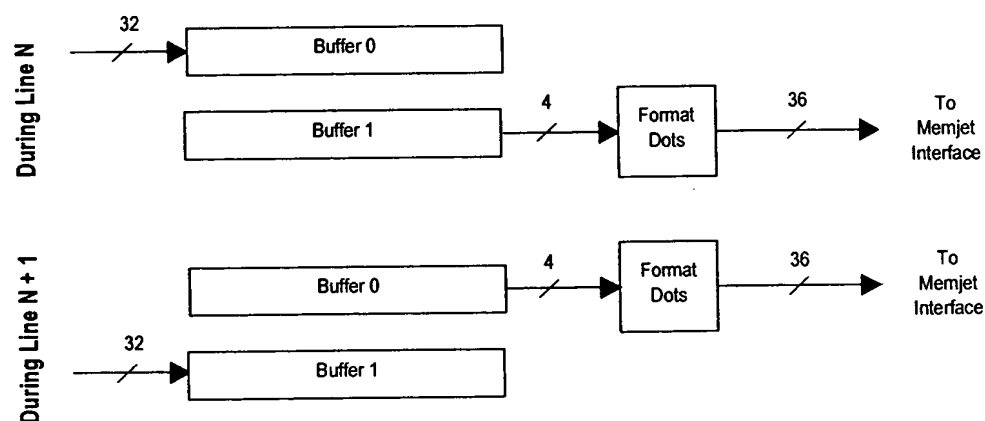 During Line N
32
Buffer 0
Buffer 1
4
Format
Dots
36
To
Memjet
Interface
During Line N + 1
Buffer 0
4
Format
Dots
36
To
Memjet
Interface
32
Buffer 1